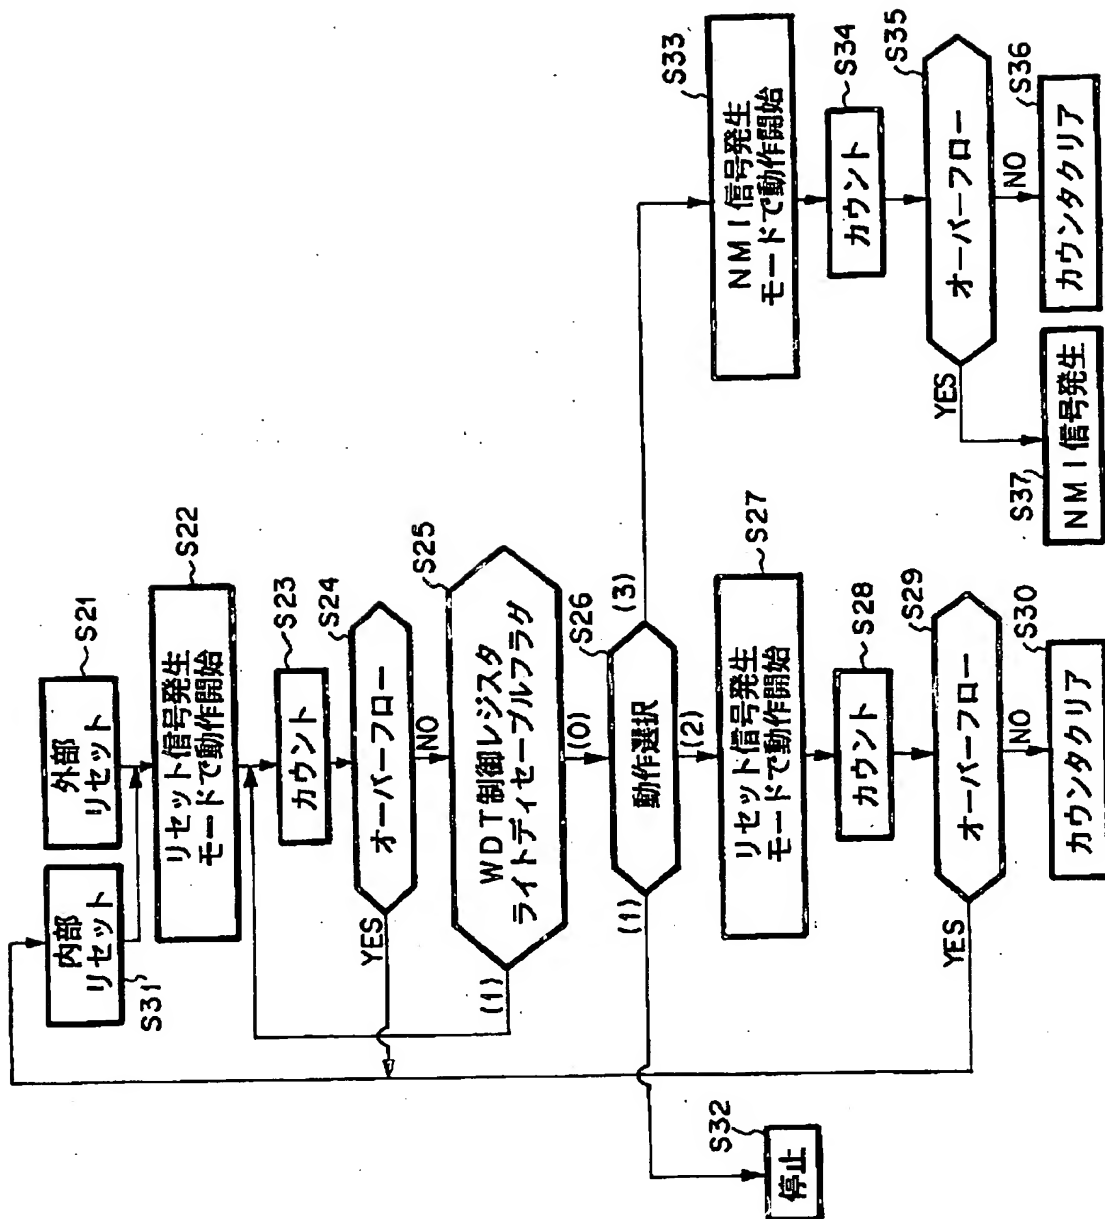 内部
リセット
S31
外部
リセット
S21
リセット信号発生
モードで動作開始
S22
カウント
S23
オーバーフロー
S24
YES
NO
WDT制御レジスタ
ライトディセーブルフラグ
S25
(1)
(0)
動作選択
S26
(1)
(2)
(3)
停止
S32
リセット信号発生
モードで動作開始
S27
カウント
S28
オーバーフロー
S29
YES
NO
カウンタクリア
S30
NMI信号発生
モードで動作開始
S33
カウント
S34
オーバーフロー
S35
YES
NO
NMI信号発生
S37
カウンタクリア
S36